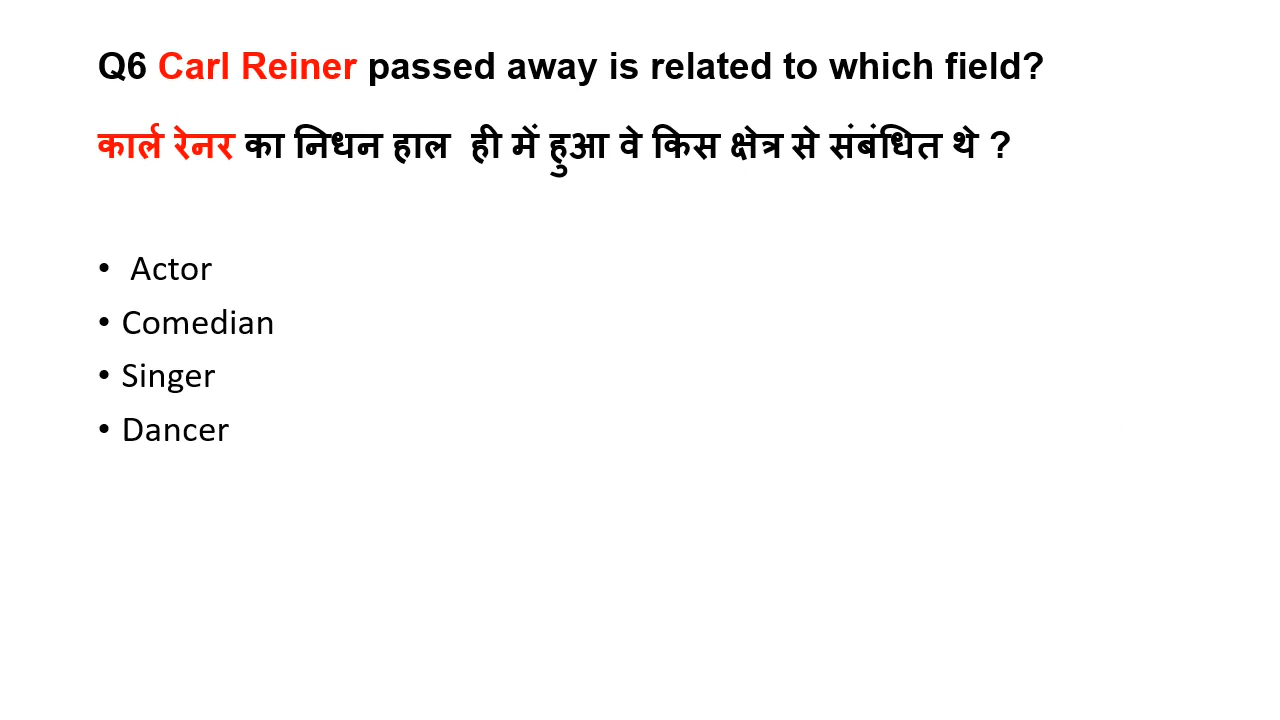 Q6 Carl Reiner passed away is related to which field?
कार्ल रेनर का निधन हाल ही में हुआ वे किस क्षेत्र से संबंधित थे ?
• Actor
• Comedian
• Singer
• Dancer